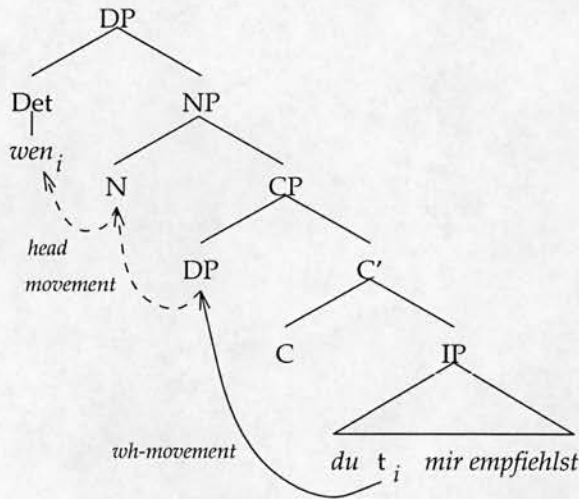 DP
Det NP
wen i
N CP
head
movement
DP C'
C IP
wh-movement
du t i mir empfiehlst